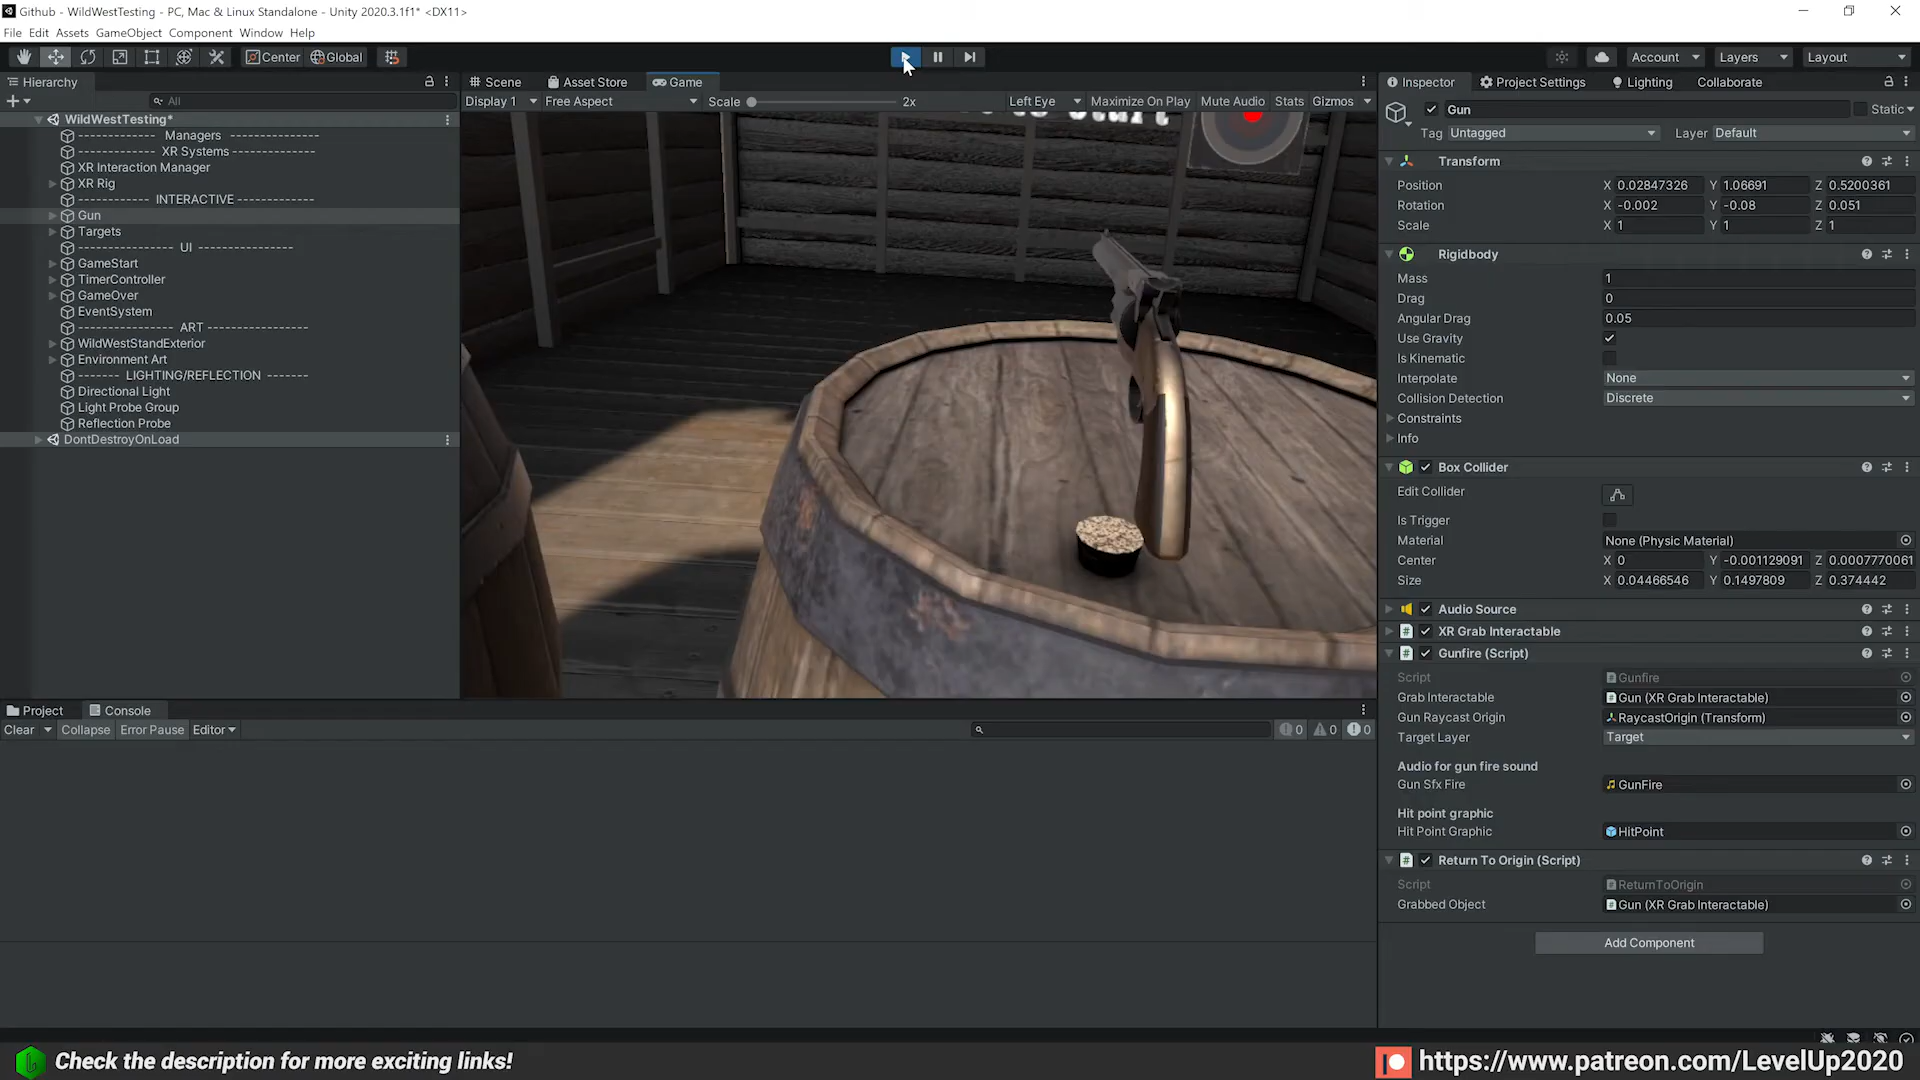 Github - WildWestTesting - PC, Mac & Linux Standalone - Unity 2020.3.1f1* <DX11>
File Edit Assets GameObject Component Window Help
Center Global Account Layers Layout
Hierarchy
All
WildWestTesting*
------------- Managers ---------------
------------- XR Systems--------------
XR Interaction Manager
XR Rig
------------ INTERACTIVE-------------
Gun
Targets
---------------- UI ----------------
GameStart
TimerController
GameOver
EventSystem
---------------- ART -----------------
WildWestStandExterior
Environment Art
------- LIGHTING/REFLECTION -------
Directional Light
Light Probe Group
Reflection Probe
DontDestroyOnLoad
Scene Asset Store Game
Display 1 Free Aspect Scale 2x Left Eye Maximize On Play Mute Audio Stats Gizmos
to Start
Inspector Project Settings Lighting Collaborate
Gun Static
Tag Untagged Layer Default
Transform
Position X 0.02847326 Y 1.06691 Z 0.5200361
Rotation X -0.002 Y -0.08 Z 0.051
Scale X 1 Y 1 Z 1
Rigidbody
Mass 1
Drag 0
Angular Drag 0.05
Use Gravity
Is Kinematic
Interpolate None
Collision Detection Discrete
Constraints
Info
Box Collider
Edit Collider
Is Trigger
Material None (Physic Material)
Center X 0 Y -0.001129091 Z 0.0007770061
Size X 0.04466546 Y 0.1497809 Z 0.374442
Audio Source
XR Grab Interactable
Gunfire (Script)
Script Gunfire
Grab Interactable Gun (XR Grab Interactable)
Gun Raycast Origin RaycastOrigin (Transform)
Target Layer Target
Audio for gun fire sound
Gun Sfx Fire GunFire
Hit point graphic
Hit Point Graphic HitPoint
Return To Origin (Script)
Script ReturnToOrigin
Grabbed Object Gun (XR Grab Interactable)
Add Component
Project Console
Clear Collapse Error Pause Editor 0 0 0
Check the description for more exciting links!
https://www.patreon.com/LevelUp2020